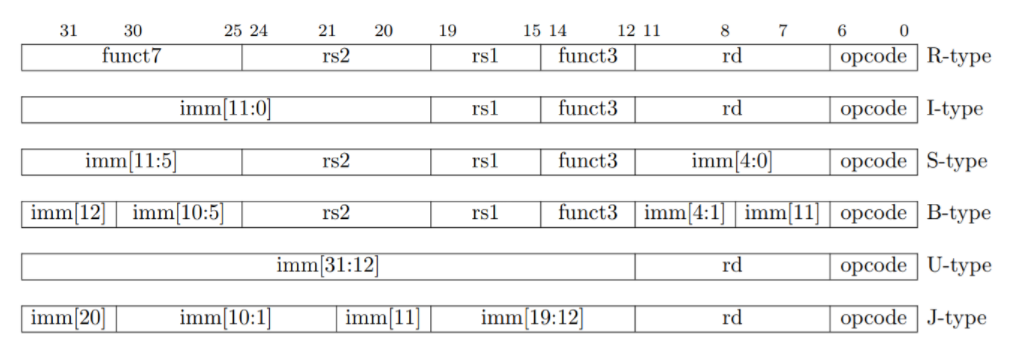 31 30 25 24 21 20 19 15 14 12 11 8 7 6 0
funct7 rs2 rs1 funct3 rd opcode R-type
imm[11:0] rs1 funct3 rd opcode I-type
imm[11:5] rs2 rs1 funct3 imm[4:0] opcode S-type
imm[12] imm[10:5] rs2 rs1 funct3 imm[4:1] imm[11] opcode B-type
imm[31:12] rd opcode U-type
imm[20] imm[10:1] imm[11] imm[19:12] rd opcode J-type